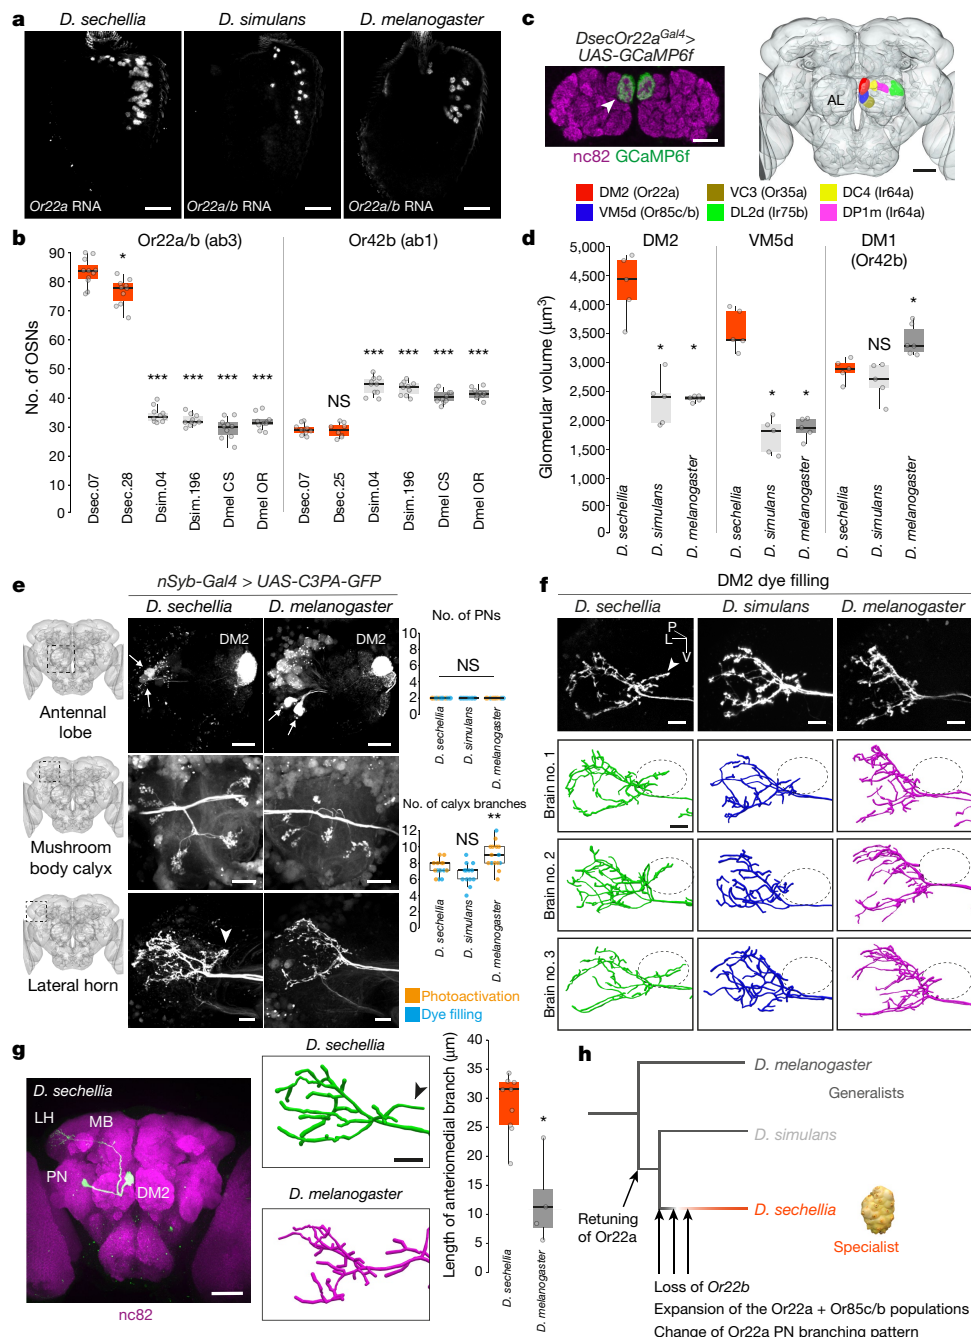 a
D. sechellia
D. simulans
D. melanogaster
Or22a RNA
Or22a/b RNA
Or22a/b RNA
b
Or22a/b (ab3)
Or42b (ab1)
No. of OSNs
90
80
70
60
50
40
30
20
10
0
*
***
***
***
***
NS
***
***
***
***
Dsec.07
Dsec.28
Dsim.04
Dsim.196
Dmel CS
Dmel OR
Dsec.07
Dsec.25
Dsim.04
Dsim.196
Dmel CS
Dmel OR
c
DsecOr22aGal4>
UAS-GCaMP6f
nc82 GCaMP6f
AL
DM2 (Or22a)
VC3 (Or35a)
DC4 (Ir64a)
VM5d (Or85c/b)
DL2d (Ir75b)
DP1m (Ir64a)
d
DM2
VM5d
DM1
(Or42b)
Glomerular volume (μm3)
5,000
4,500
4,000
3,500
3,000
2,500
2,000
1,500
1,000
500
0
*
*
*
*
NS
*
D. sechellia
D. simulans
D. melanogaster
D. sechellia
D. simulans
D. melanogaster
D. sechellia
D. simulans
D. melanogaster
e
nSyb-Gal4 > UAS-C3PA-GFP
D. sechellia
D. melanogaster
DM2
DM2
Antennal
lobe
Mushroom
body calyx
Lateral horn
No. of PNs
12
10
8
6
4
2
0
NS
D. sechellia
D. simulans
D. melanogaster
No. of calyx branches
12
10
8
6
4
2
0
NS
**
D. sechellia
D. simulans
D. melanogaster
Photoactivation
Dye filling
f
DM2 dye filling
D. sechellia
D. simulans
D. melanogaster
P
L
V
Brain no. 1
Brain no. 2
Brain no. 3
g
D. sechellia
LH
MB
PN
DM2
nc82
D. sechellia
D. melanogaster
Length of anteriomedial branch (μm)
40
35
30
25
20
15
10
5
0
*
D. sechellia
D. melanogaster
h
D. melanogaster
Generalists
D. simulans
D. sechellia
Specialist
Retuning
of Or22a
Loss of Or22b
Expansion of the Or22a + Or85c/b populations
Change of Or22a PN branching pattern